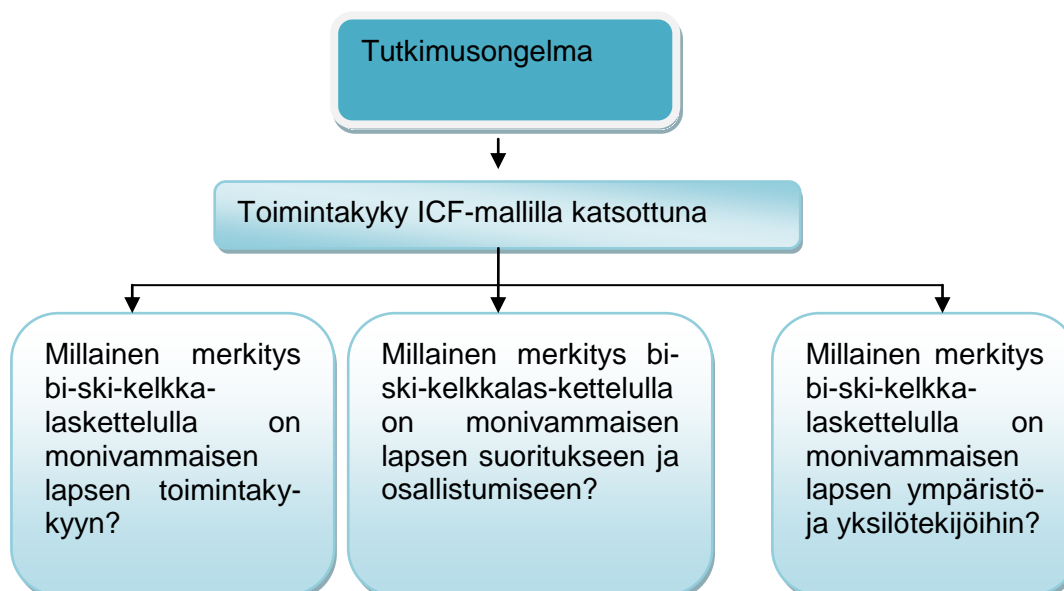 Tutkimusongelma
Toimintakyky ICF-mallilla katsottuna
Millainen merkitys
bi-ski-kelkka-
laskettelulla on
monivammaisen
lapsen toimintaky-
kyyn?
Millainen merkitys bi-
ski-kelkkalas-kettelulla
on monivammaisen
lapsen suoritukseen ja
osallistumiseen?
Millainen merkitys
bi-ski-kelkka-
laskettelulla on
monivammaisen
lapsen ympäristö-
ja yksilötekijöihin?